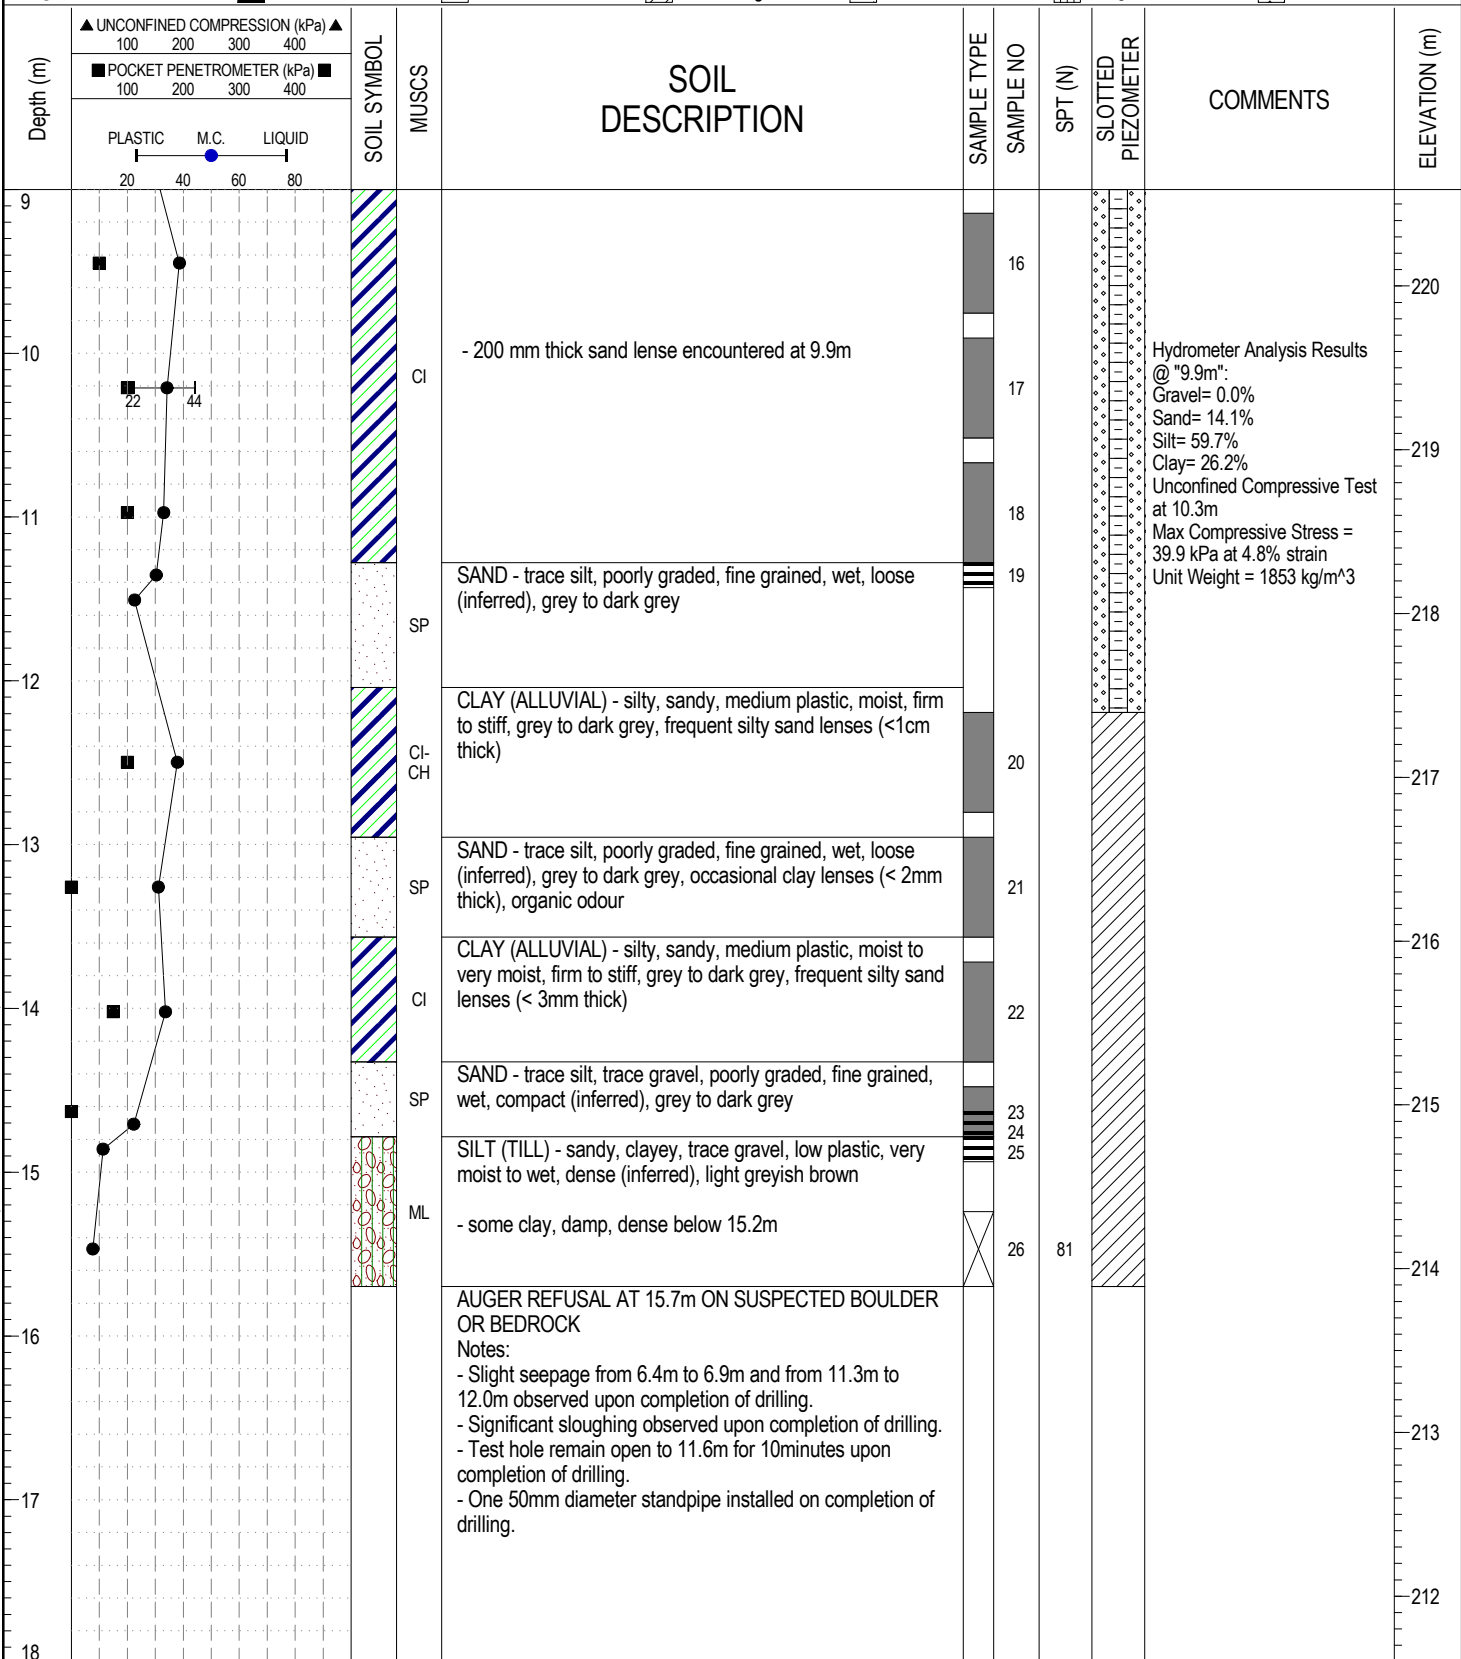 ▲ UNCONFINED COMPRESSION (kPa) ▲
100 200 300 400
■ POCKET PENETROMETER (kPa) ■
100 200 300 400
PLASTIC M.C. LIQUID
20 40 60 80
Depth (m)
SOIL SYMBOL
MUSCS
SOIL
DESCRIPTION
SAMPLE TYPE
SAMPLE NO
SPT (N)
SLOTTED
PIEZOMETER
COMMENTS
ELEVATION (m)
9
10
11
12
13
14
15
16
17
18
22 44
CI
SP
CI-
CH
SP
CI
SP
ML
- 200 mm thick sand lense encountered at 9.9m
SAND - trace silt, poorly graded, fine grained, wet, loose
(inferred), grey to dark grey
CLAY (ALLUVIAL) - silty, sandy, medium plastic, moist, firm
to stiff, grey to dark grey, frequent silty sand lenses (<1cm
thick)
SAND - trace silt, poorly graded, fine grained, wet, loose
(inferred), grey to dark grey, occasional clay lenses (< 2mm
thick), organic odour
CLAY (ALLUVIAL) - silty, sandy, medium plastic, moist to
very moist, firm to stiff, grey to dark grey, frequent silty sand
lenses (< 3mm thick)
SAND - trace silt, trace gravel, poorly graded, fine grained,
wet, compact (inferred), grey to dark grey
SILT (TILL) - sandy, clayey, trace gravel, low plastic, very
moist to wet, dense (inferred), light greyish brown
- some clay, damp, dense below 15.2m
AUGER REFUSAL AT 15.7m ON SUSPECTED BOULDER
OR BEDROCK
Notes:
- Slight seepage from 6.4m to 6.9m and from 11.3m to
12.0m observed upon completion of drilling.
- Significant sloughing observed upon completion of drilling.
- Test hole remain open to 11.6m for 10minutes upon
completion of drilling.
- One 50mm diameter standpipe installed on completion of
drilling.
16
17
18
19
20
21
22
23
24
25
26
81
Hydrometer Analysis Results
@ "9.9m":
Gravel= 0.0%
Sand= 14.1%
Silt= 59.7%
Clay= 26.2%
Unconfined Compressive Test
at 10.3m
Max Compressive Stress =
39.9 kPa at 4.8% strain
Unit Weight = 1853 kg/m^3
220
219
218
217
216
215
214
213
212